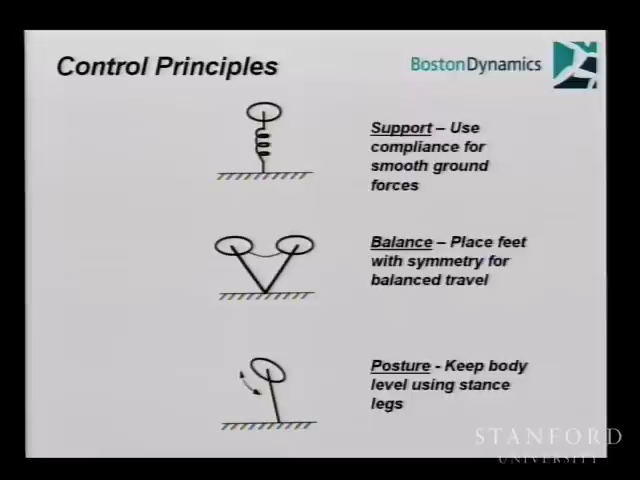 Control Principles
BostonDynamics
Support – Use
compliance for
smooth ground
forces
Balance – Place feet
with symmetry for
balanced travel
Posture - Keep body
level using stance
legs
STANFORD
UNIVERSITY